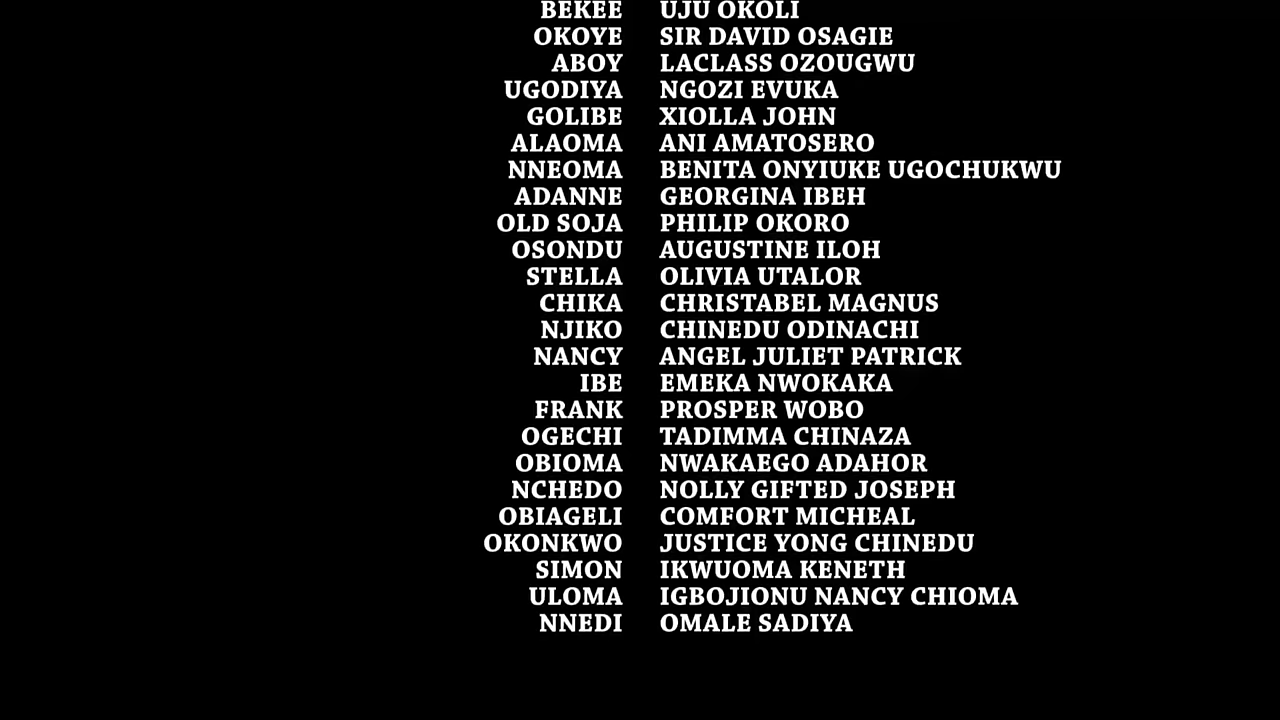 BEKEE UJU OKOLI
OKOYE SIR DAVID OSAGIE
ABOY LACLASS OZOUGWU
UGODIYA NGOZI EVUKA
GOLIBE XIOLLA JOHN
ALAOMA ANI AMATOSERO
NNEOMA BENITA ONYIUKE UGOCHUKWU
ADANNE GEORGINA IBEH
OLD SOJA PHILIP OKORO
OSONDU AUGUSTINE ILOH
STELLA OLIVIA UTALOR
CHIKA CHRISTABEL MAGNUS
NJIKO CHINEDU ODINACHI
NANCY ANGEL JULIET PATRICK
IBE EMEKA NWOKAKA
FRANK PROSPER WOBO
OGECHI TADIMMA CHINAZA
OBIOMA NWAKAEGO ADAHOR
NCHEDO NOLLY GIFTED JOSEPH
OBIAGELI COMFORT MICHEAL
OKONKWO JUSTICE YONG CHINEDU
SIMON IKWUOMA KENETH
ULOMA IGBOJIONU NANCY CHIOMA
NNEDI OMALE SADIYA